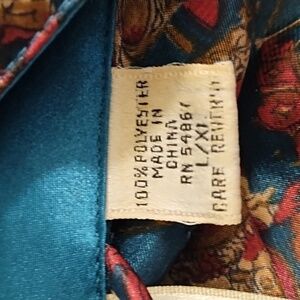 100% POLYESTER
MADE IN
CHINA
RN 54867
L/XL
CARE REVERSE